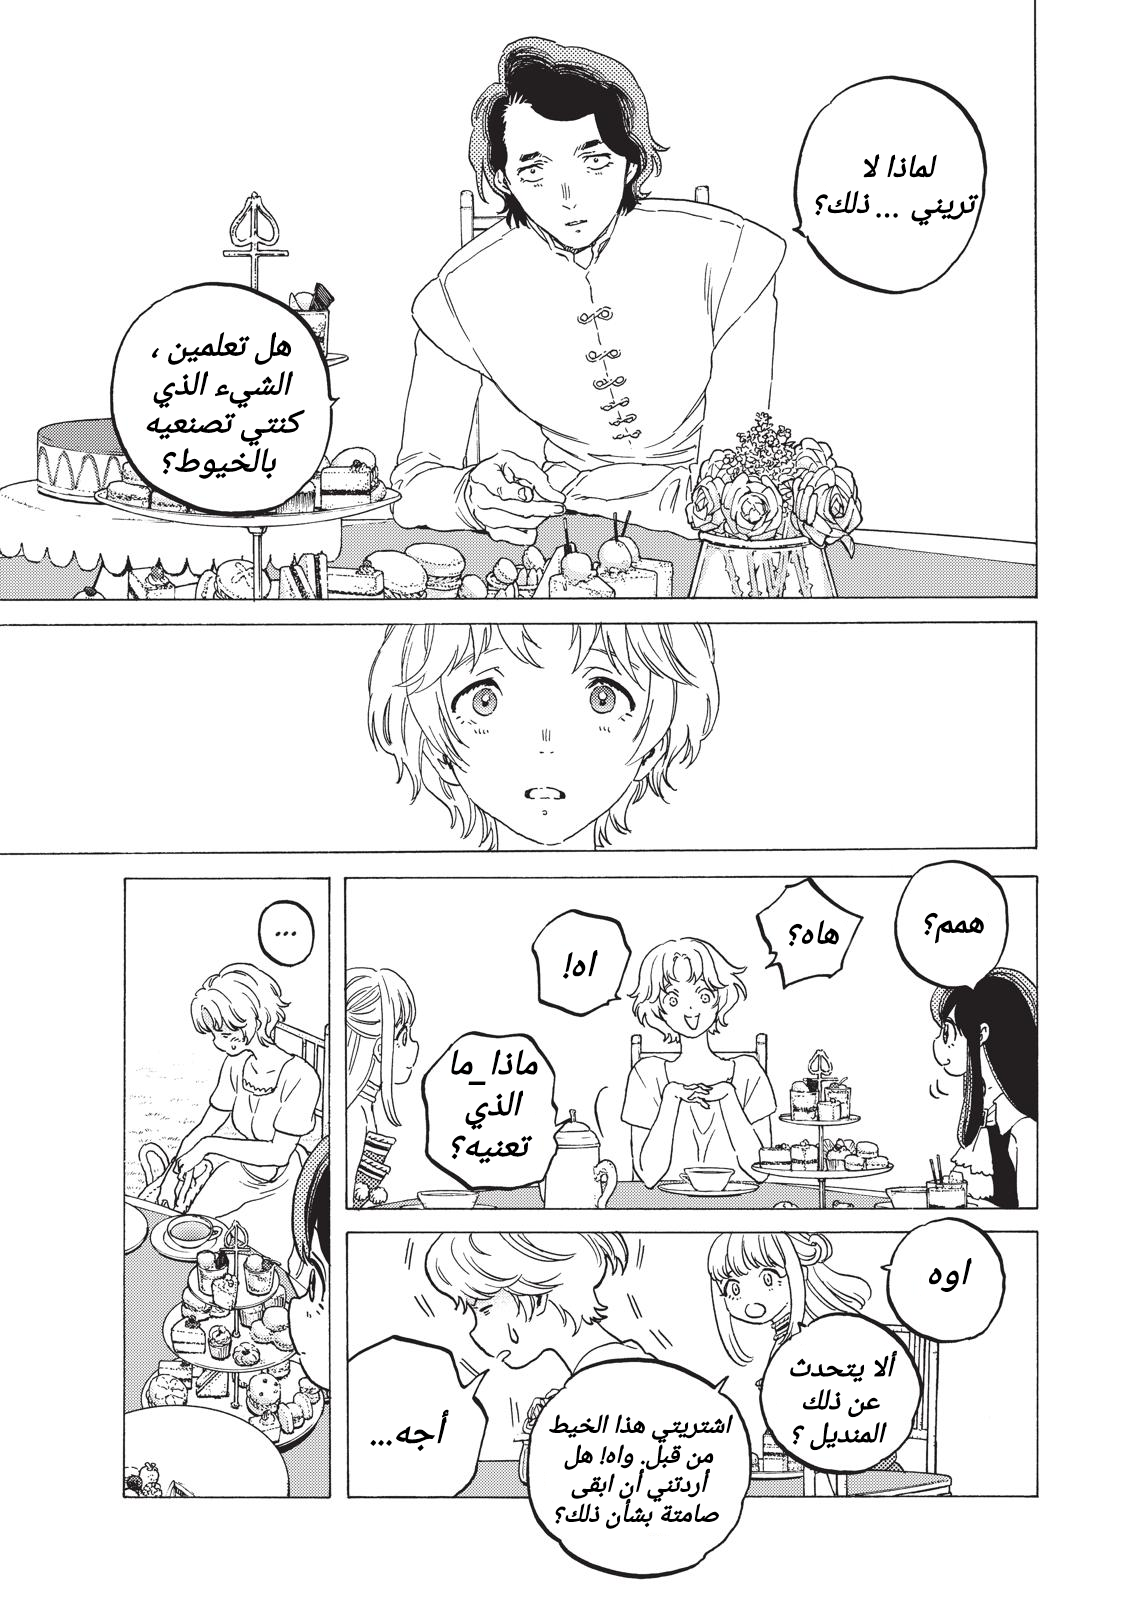 لماذا لا
تريني ... ذلك؟
هل تعلمين ،
الشيء الذي
كنتي تصنعيه
بالخيوط؟
همم؟
هاه؟
اه!
ماذا_ما
الذي
تعنيه؟
...
اوه
ألا يتحدث
عن ذلك
المنديل ؟
اشتريتي هذا الخيط
من قبل. واه! هل
أردتني أن ابقى
صامتة بشأن ذلك؟
أجه...